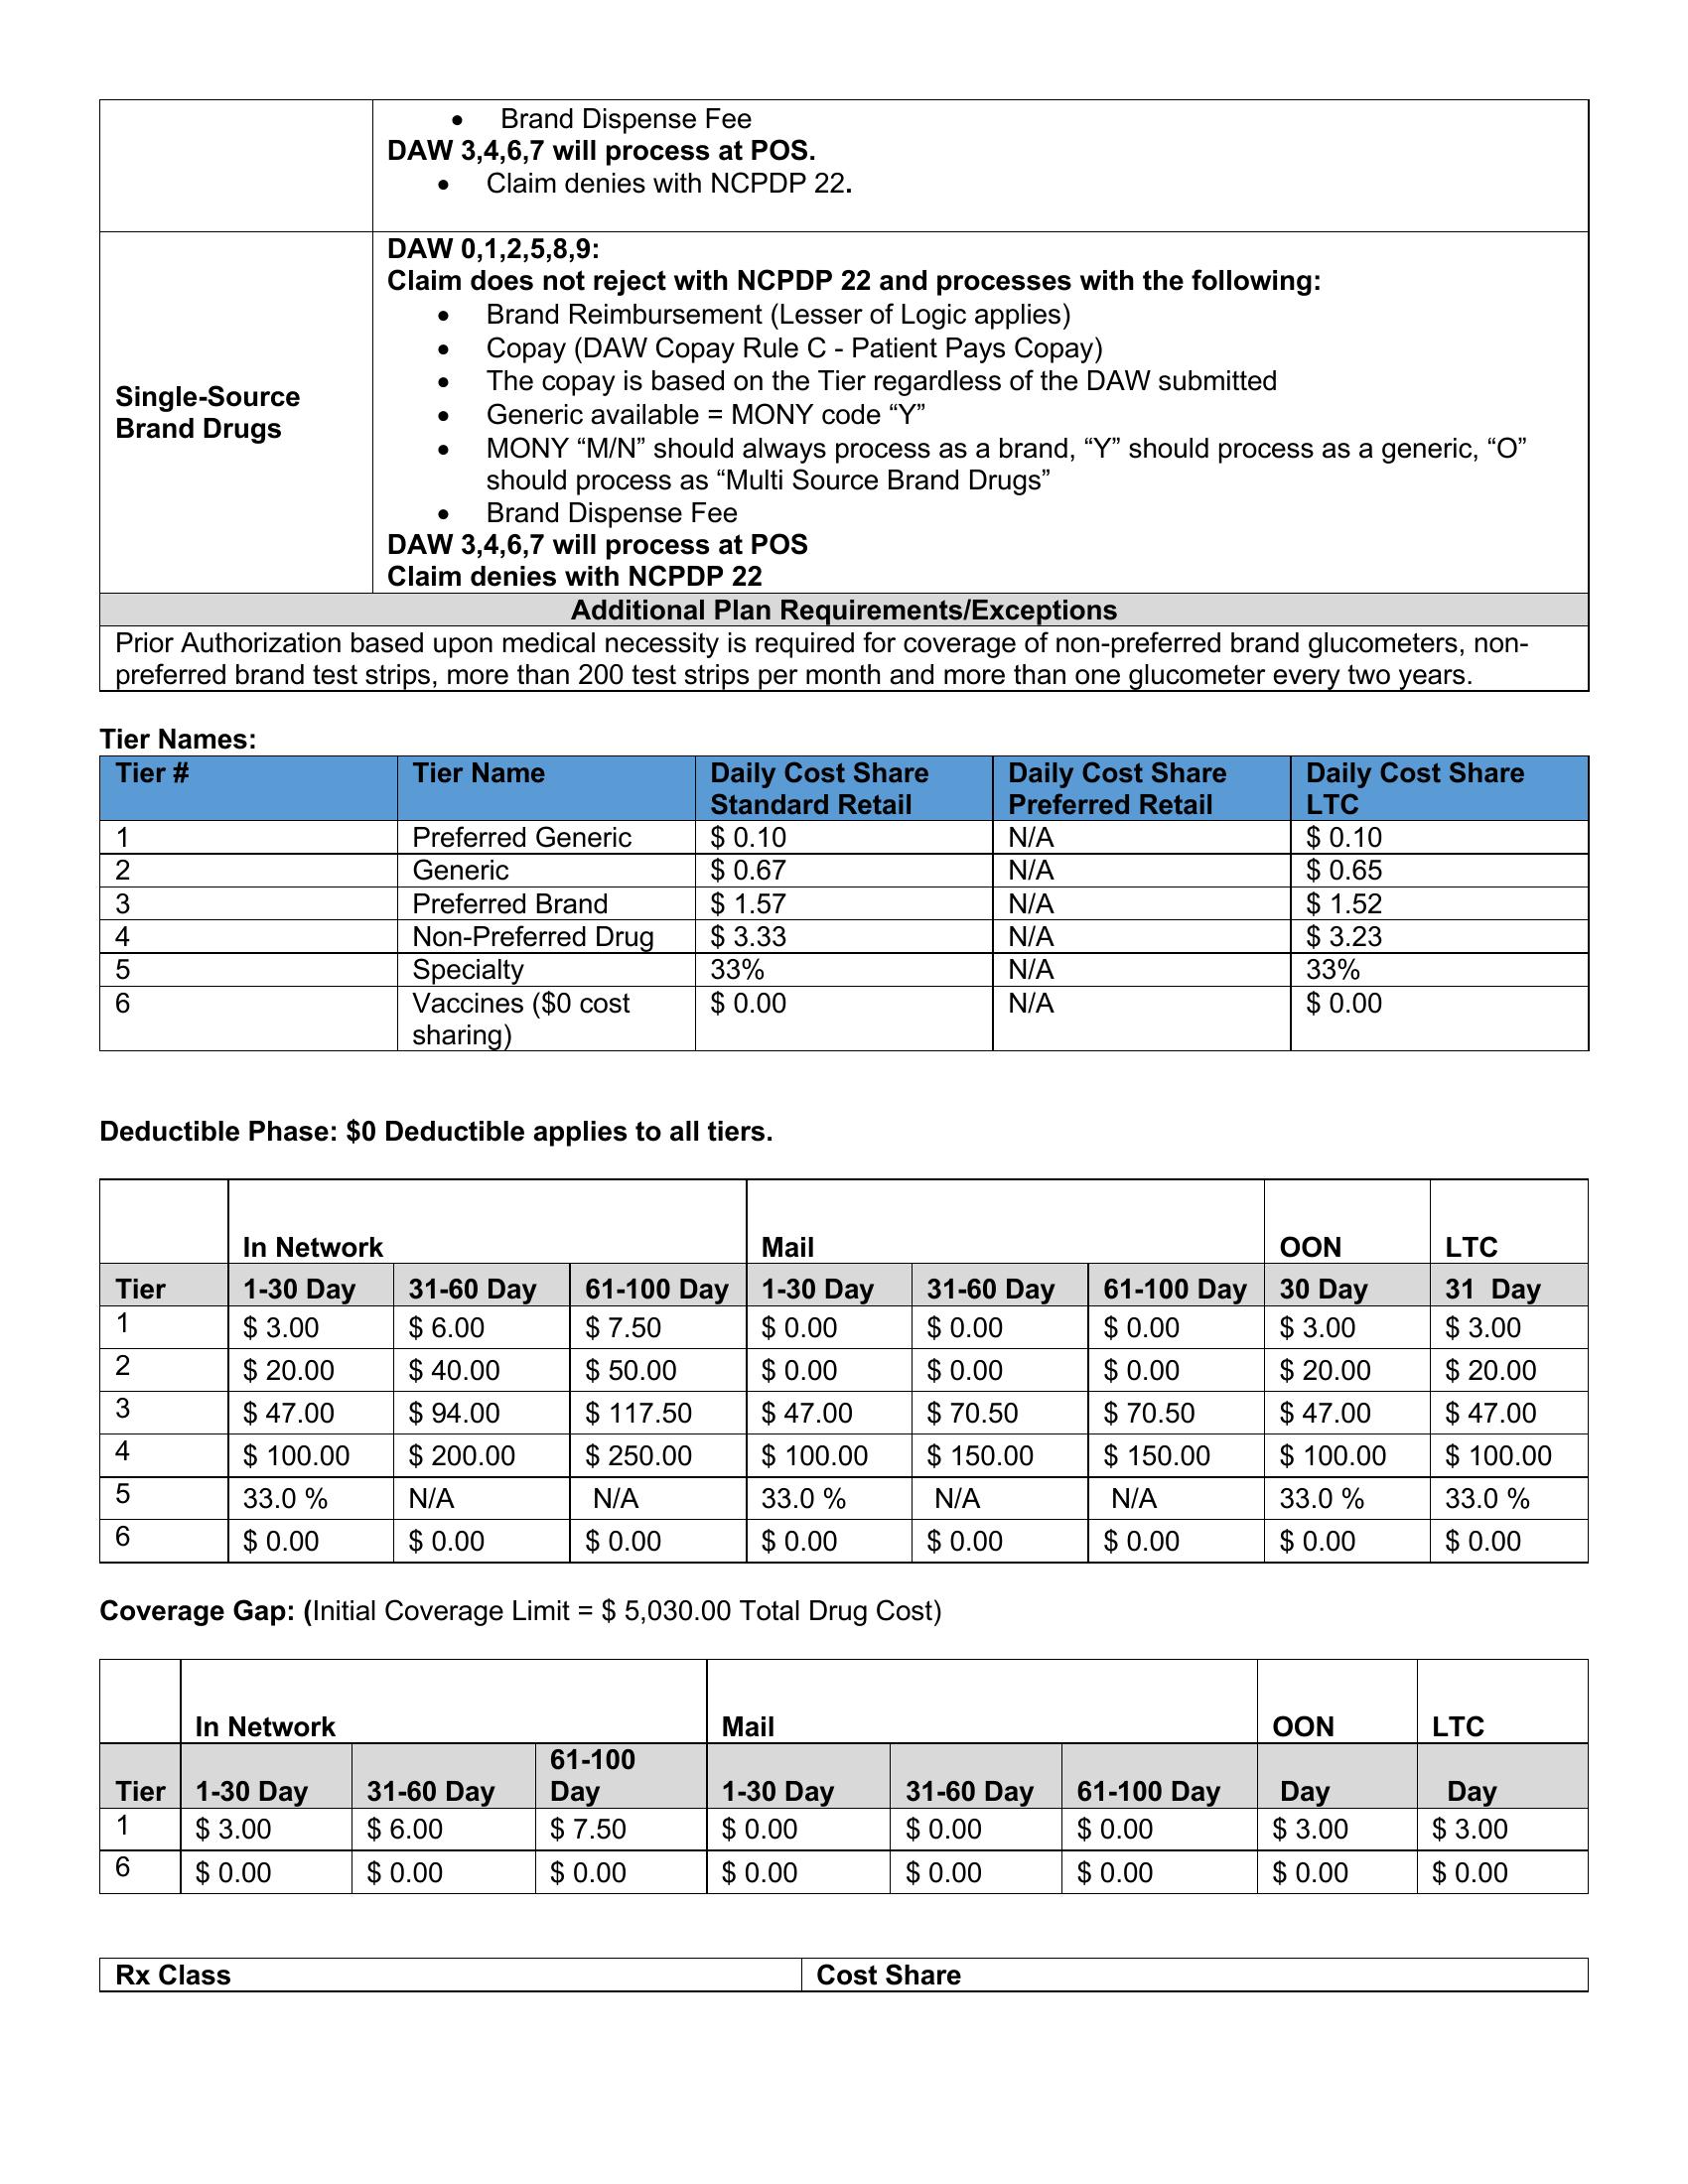 • Brand Dispense Fee
DAW 3,4,6,7 will process at POS.
• Claim denies with NCPDP 22.
Single-Source
Brand Drugs
DAW 0,1,2,5,8,9:
Claim does not reject with NCPDP 22 and processes with the following:
• Brand Reimbursement (Lesser of Logic applies)
• Copay (DAW Copay Rule C - Patient Pays Copay)
• The copay is based on the Tier regardless of the DAW submitted
• Generic available = MONY code “Y”
• MONY “M/N” should always process as a brand, “Y” should process as a generic, “O”
should process as “Multi Source Brand Drugs”
• Brand Dispense Fee
DAW 3,4,6,7 will process at POS
Claim denies with NCPDP 22
Additional Plan Requirements/Exceptions
Prior Authorization based upon medical necessity is required for coverage of non-preferred brand glucometers, non-
preferred brand test strips, more than 200 test strips per month and more than one glucometer every two years.
Tier Names:
Tier # Tier Name Daily Cost Share Daily Cost Share Daily Cost Share
Standard Retail Preferred Retail LTC
1 Preferred Generic $ 0.10 N/A $ 0.10
2 Generic $ 0.67 N/A $ 0.65
3 Preferred Brand $ 1.57 N/A $ 1.52
4 Non-Preferred Drug $ 3.33 N/A $ 3.23
5 Specialty 33% N/A 33%
6 Vaccines ($0 cost $ 0.00 N/A $ 0.00
sharing)
Deductible Phase: $0 Deductible applies to all tiers.
In Network Mail OON LTC
Tier 1-30 Day 31-60 Day 61-100 Day 1-30 Day 31-60 Day 61-100 Day 30 Day 31 Day
1 $ 3.00 $ 6.00 $ 7.50 $ 0.00 $ 0.00 $ 0.00 $ 3.00 $ 3.00
2 $ 20.00 $ 40.00 $ 50.00 $ 0.00 $ 0.00 $ 0.00 $ 20.00 $ 20.00
3 $ 47.00 $ 94.00 $ 117.50 $ 47.00 $ 70.50 $ 70.50 $ 47.00 $ 47.00
4 $ 100.00 $ 200.00 $ 250.00 $ 100.00 $ 150.00 $ 150.00 $ 100.00 $ 100.00
5 33.0 % N/A N/A 33.0 % N/A N/A 33.0 % 33.0 %
6 $ 0.00 $ 0.00 $ 0.00 $ 0.00 $ 0.00 $ 0.00 $ 0.00 $ 0.00
Coverage Gap: (Initial Coverage Limit = $ 5,030.00 Total Drug Cost)
In Network Mail OON LTC
61-100
Tier 1-30 Day 31-60 Day Day 1-30 Day 31-60 Day 61-100 Day Day Day
1 $ 3.00 $ 6.00 $ 7.50 $ 0.00 $ 0.00 $ 0.00 $ 3.00 $ 3.00
6 $ 0.00 $ 0.00 $ 0.00 $ 0.00 $ 0.00 $ 0.00 $ 0.00 $ 0.00
Rx Class Cost Share